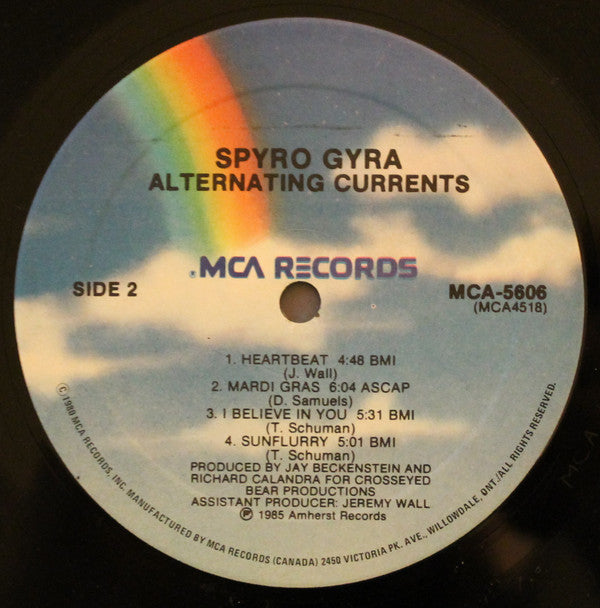 SPYRO GYRA
ALTERNATING CURRENTS
®MCA RECORDS
SIDE 2
MCA-5606
(MCA4518)
1. HEARTBEAT 4:48 BMI
(J. Wall)
2. MARDI GRAS 6:04 ASCAP
(D. Samuels)
3. I BELIEVE IN YOU 5:31 BMI
(T. Schuman)
4. SUNFLURRY 5:01 BMI
(T. Schuman)
PRODUCED BY JAY BECKENSTEIN AND
RICHARD CALANDRA FOR CROSSEYED
BEAR PRODUCTIONS
ASSISTANT PRODUCER: JEREMY WALL
℗ 1985 Amherst Records
© 1980 MCA RECORDS, INC. MANUFACTURED BY MCA RECORDS (CANADA) 2450 VICTORIA PK. AVE., WILLOWDALE, ONT./ALL RIGHTS RESERVED.
MCA